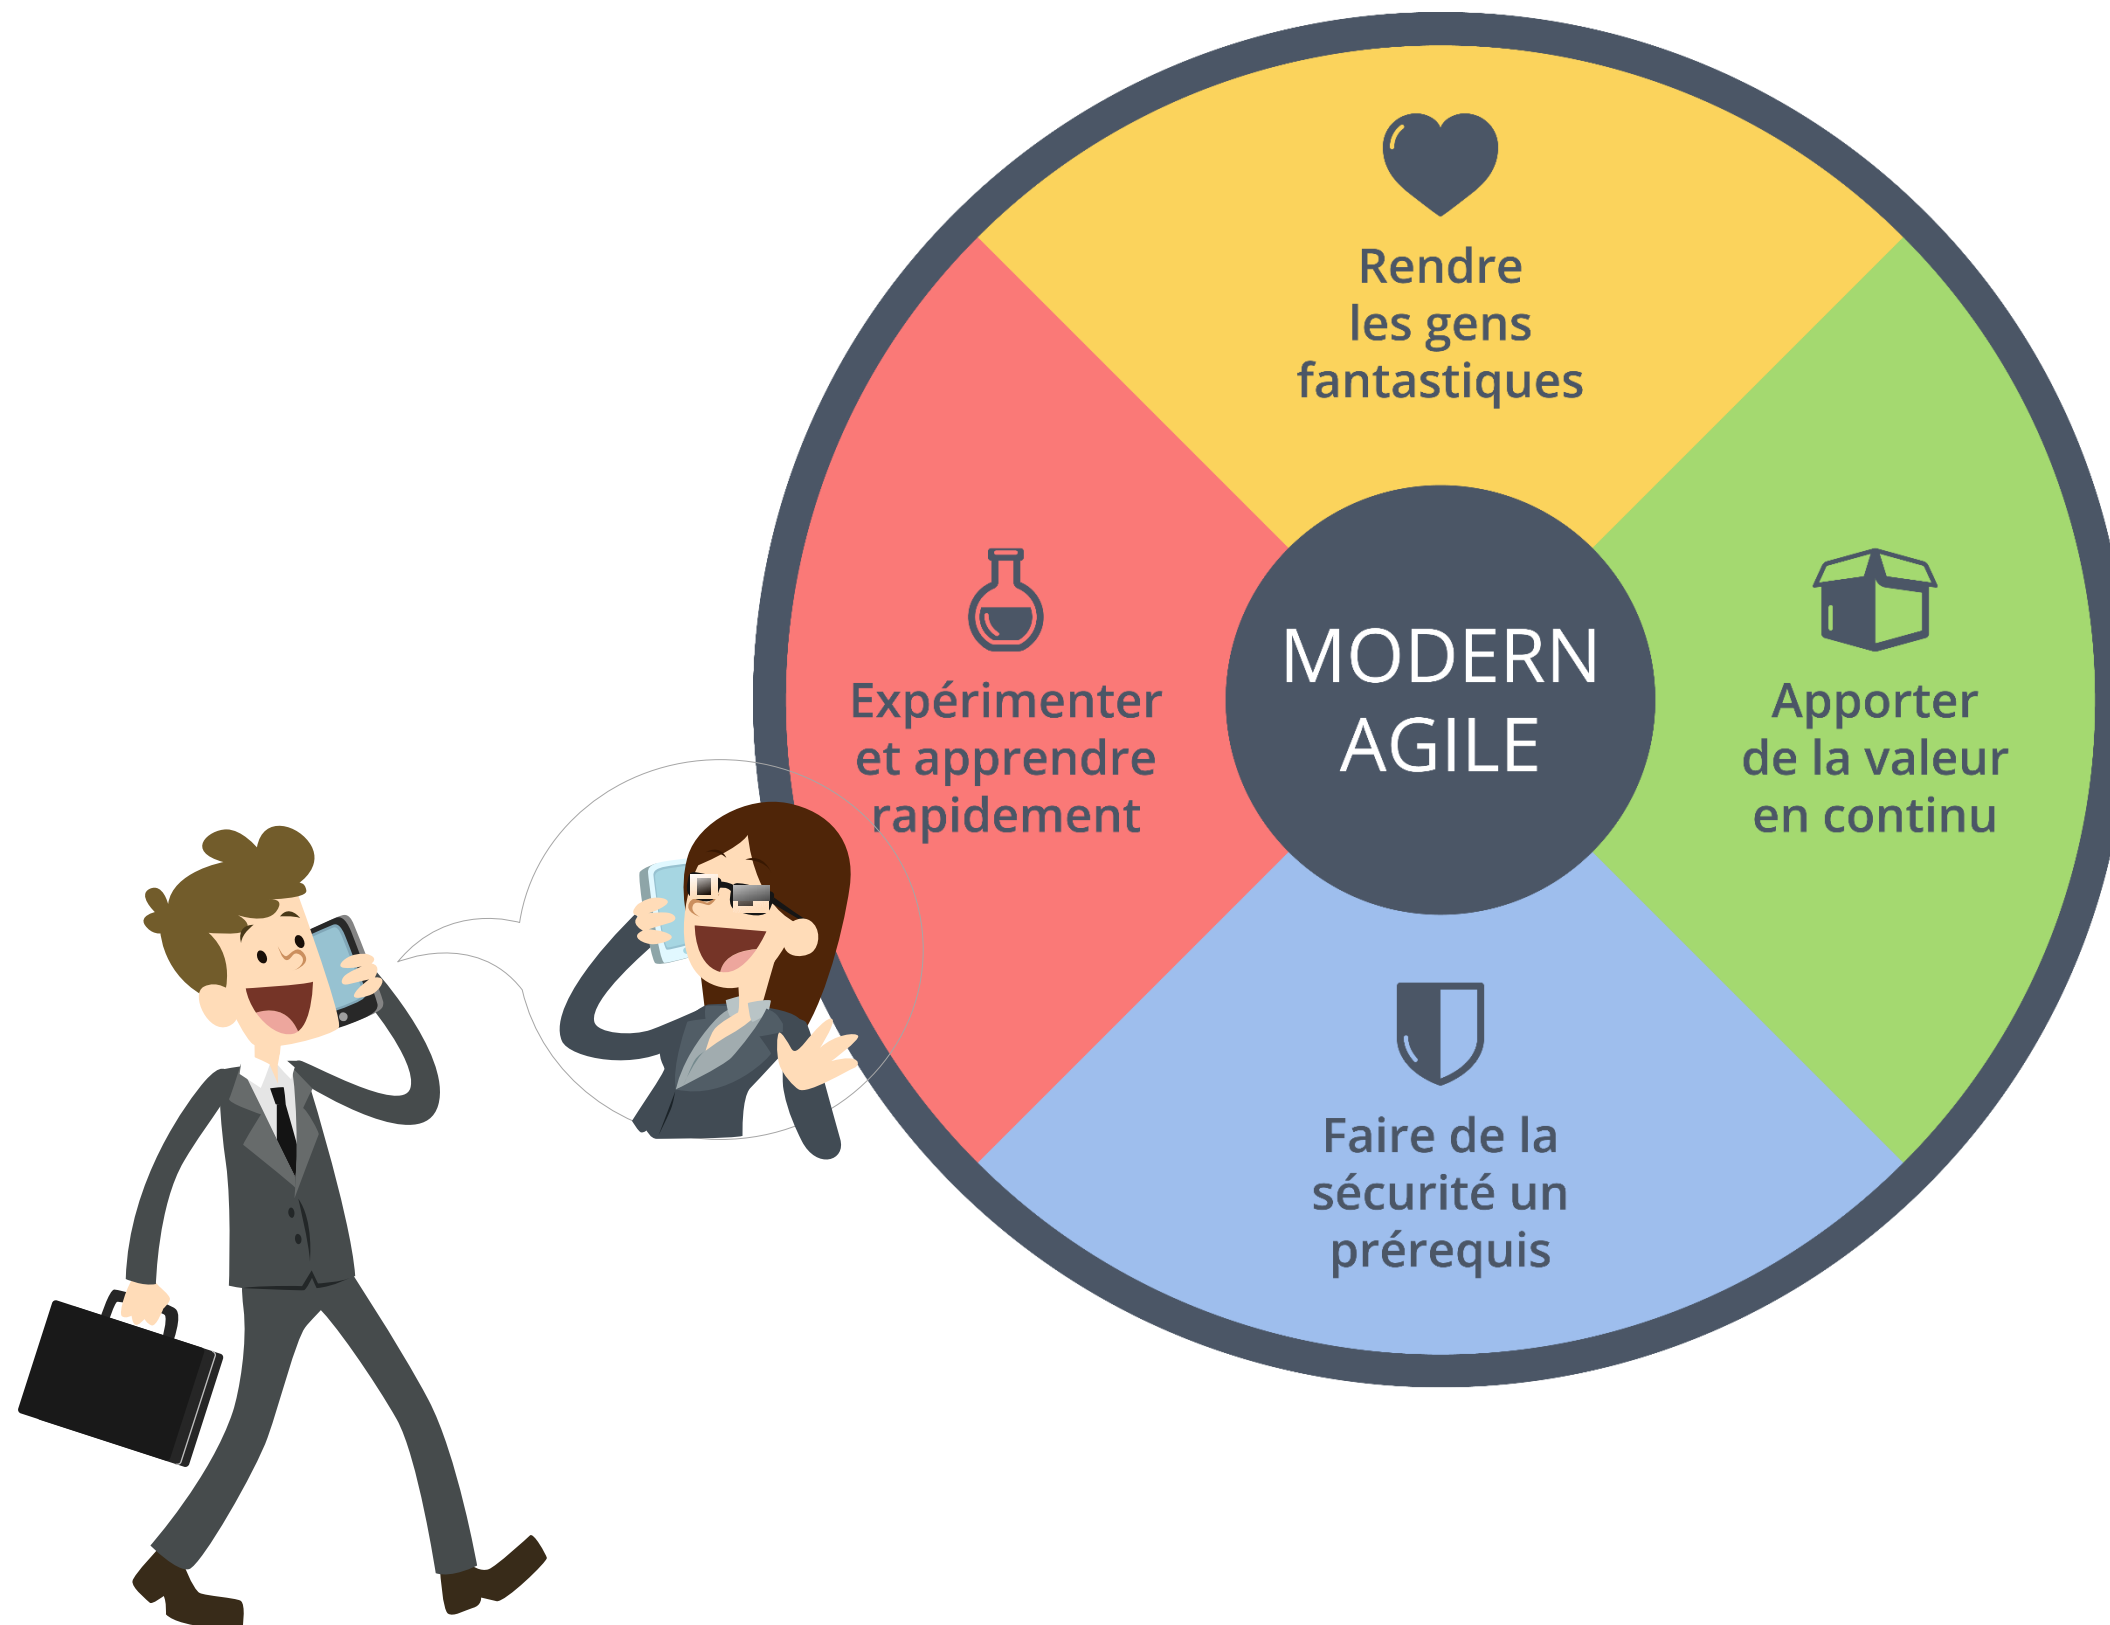 Rendre
les gens
fantastiques
Expérimenter
et apprendre
rapidement
MODERN
AGILE
Apporter
de la valeur
en continu
Faire de la
sécurité un
prérequis